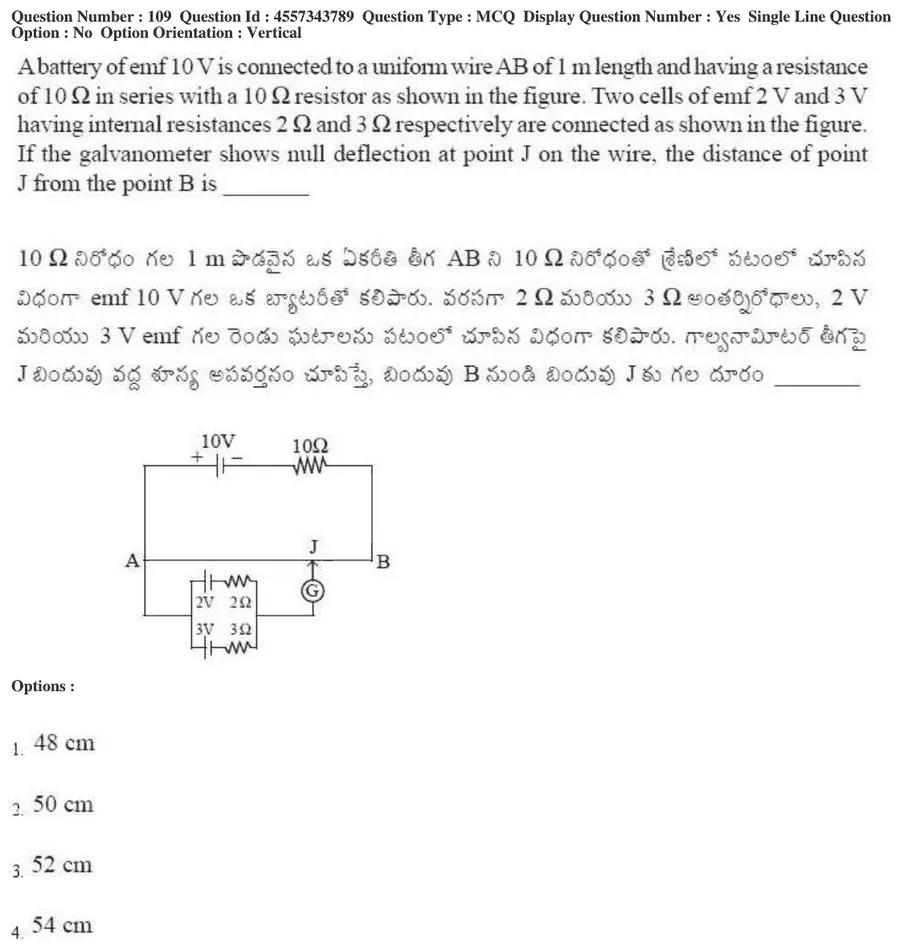 Question Number : 109 Question Id : 4557343789 Question Type : MCQ Display Question Number : Yes Single Line Question
Option : No Option Orientation : Vertical
A battery of emf 10 V is connected to a uniform wire AB of 1 m length and having a resistance
of 10 Ω in series with a 10 Ω resistor as shown in the figure. Two cells of emf 2 V and 3 V
having internal resistances 2 Ω and 3 Ω respectively are connected as shown in the figure.
If the galvanometer shows null deflection at point J on the wire, the distance of point
J from the point B is ________
10 Ω నిరోధం గల 1 m పొడవైన ఒక ఏకరీతి తీగ AB ని 10 Ω నిరోధంతో శ్రేణిలో పటంలో చూపిన
విధంగా emf 10 V గల ఒక బ్యాటరీతో కలిపారు. వరసగా 2 Ω మరియు 3 Ω అంతర్నిరోధాలు, 2 V
మరియు 3 V emf గల రెండు ఘటాలను పటంలో చూపిన విధంగా కలిపారు. గాల్వనామీటర్ తీగపై
J బిందువు వద్ద శూన్య అపవర్తనం చూపిస్తే, బిందువు B నుండి బిందువు J కు గల దూరం ________
10V
+ −
10Ω
J
A
B
G
2V 2Ω
3V 3Ω
Options :
1. 48 cm
2. 50 cm
3. 52 cm
4. 54 cm